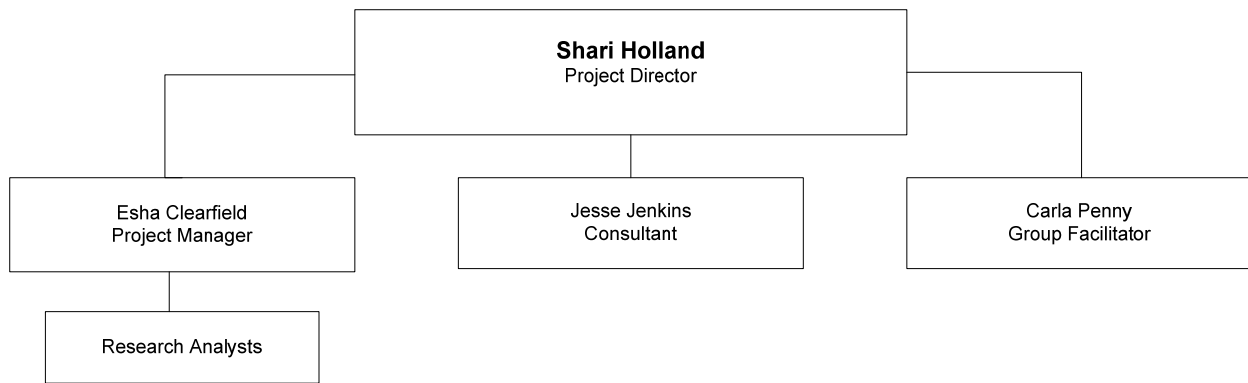 Shari Holland
Project Director
Esha Clearfield
Project Manager
Jesse Jenkins
Consultant
Carla Penny
Group Facilitator
Research Analysts